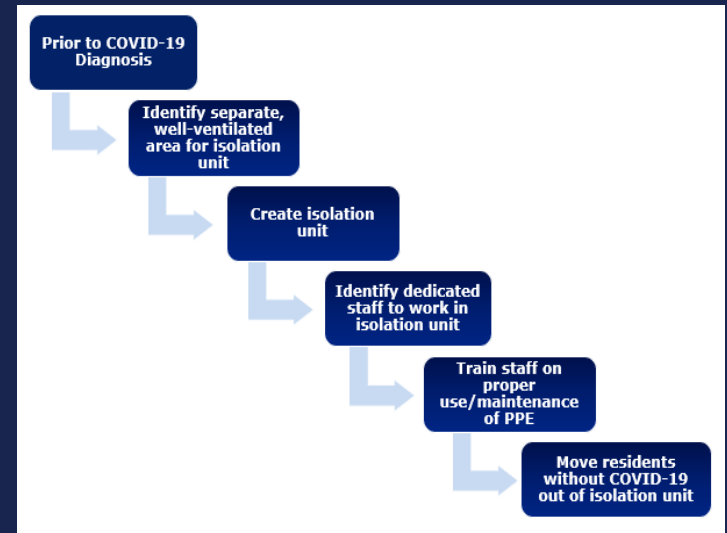 Prior to COVID-19
Diagnosis
Identify separate,
well-ventilated
area for isolation
unit
Create isolation
unit
Identify dedicated
staff to work in
isolation unit
Train staff on
proper
use/maintenance
of PPE
Move residents
without COVID-19
out of isolation unit